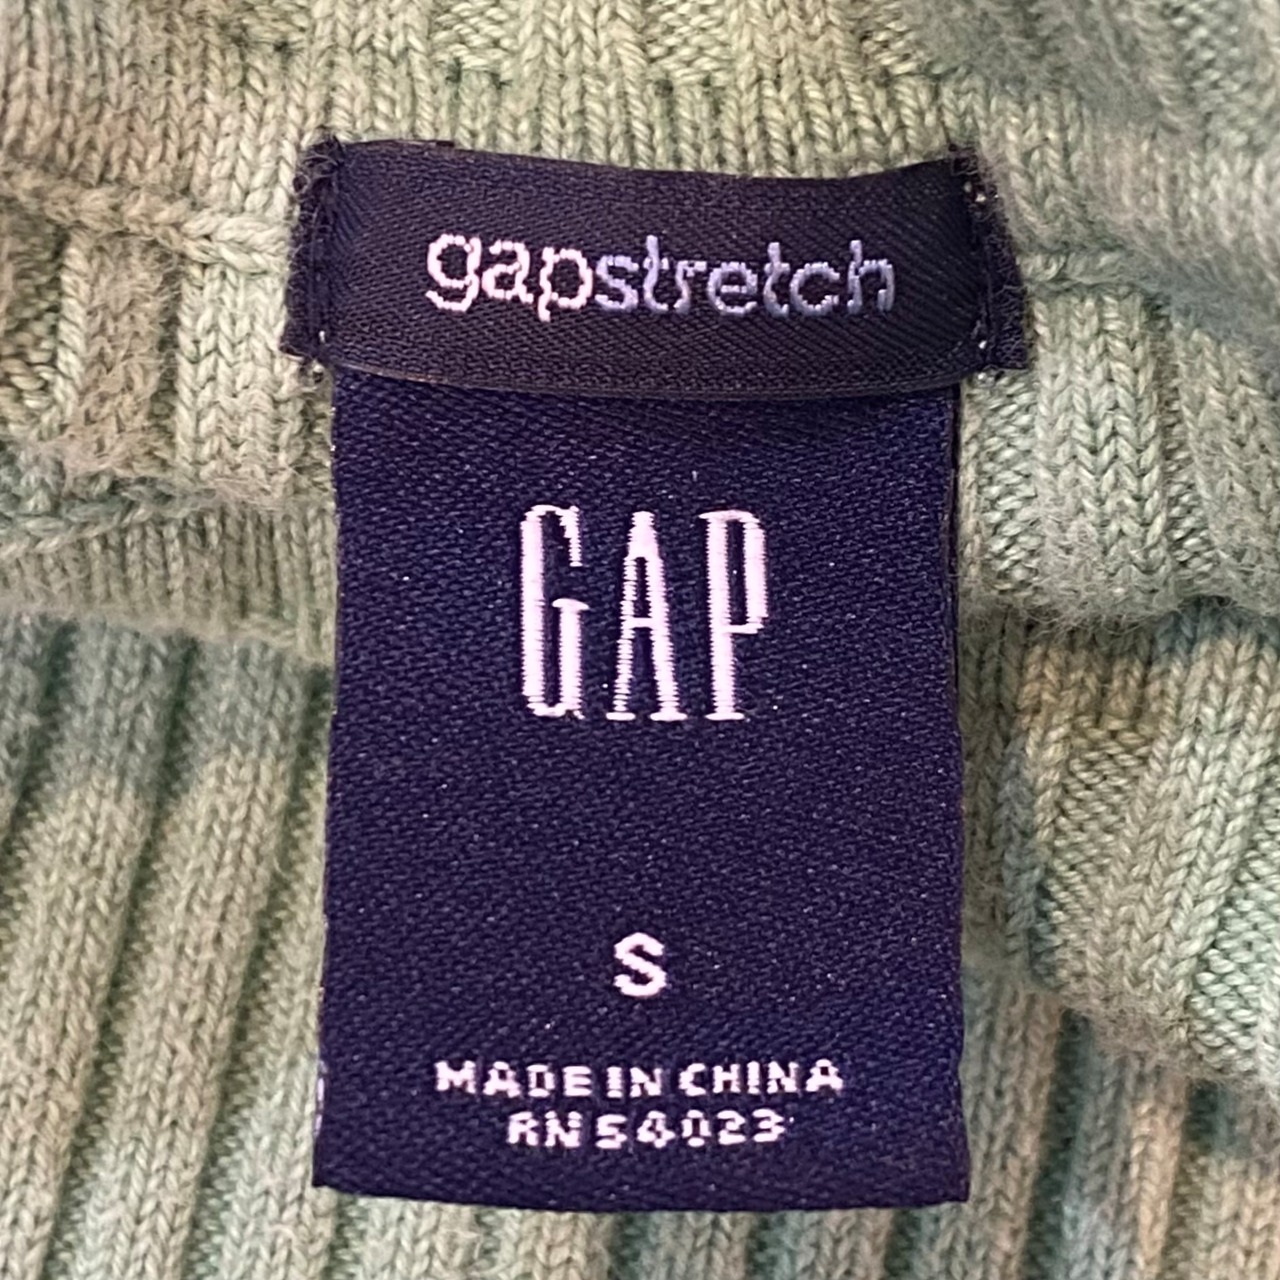 gapstretch
GAP
S
MADE IN CHINA
RN 54023